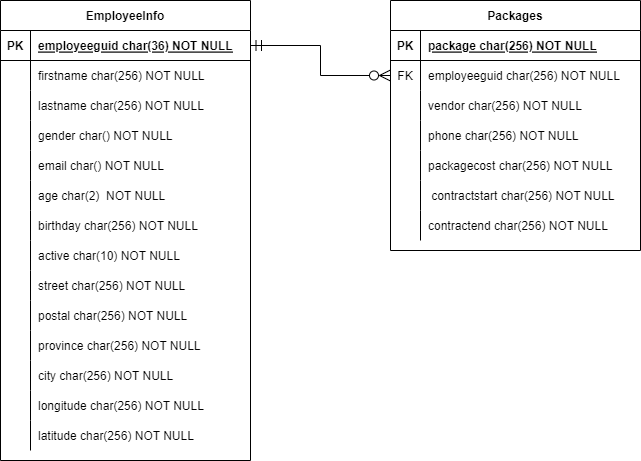 EmployeeInfo
PK employeeguid char(36) NOT NULL
firstname char(256) NOT NULL
lastname char(256) NOT NULL
gender char() NOT NULL
email char() NOT NULL
age char(2)  NOT NULL
birthday char(256) NOT NULL
active char(10) NOT NULL
street char(256) NOT NULL
postal char(256) NOT NULL
province char(256) NOT NULL
city char(256) NOT NULL
longitude char(256) NOT NULL
latitude char(256) NOT NULL
Packages
PK package char(256) NOT NULL
FK employeeguid char(256) NOT NULL
vendor char(256) NOT NULL
phone char(256) NOT NULL
packagecost char(256) NOT NULL
contractstart char(256) NOT NULL
contractend char(256) NOT NULL